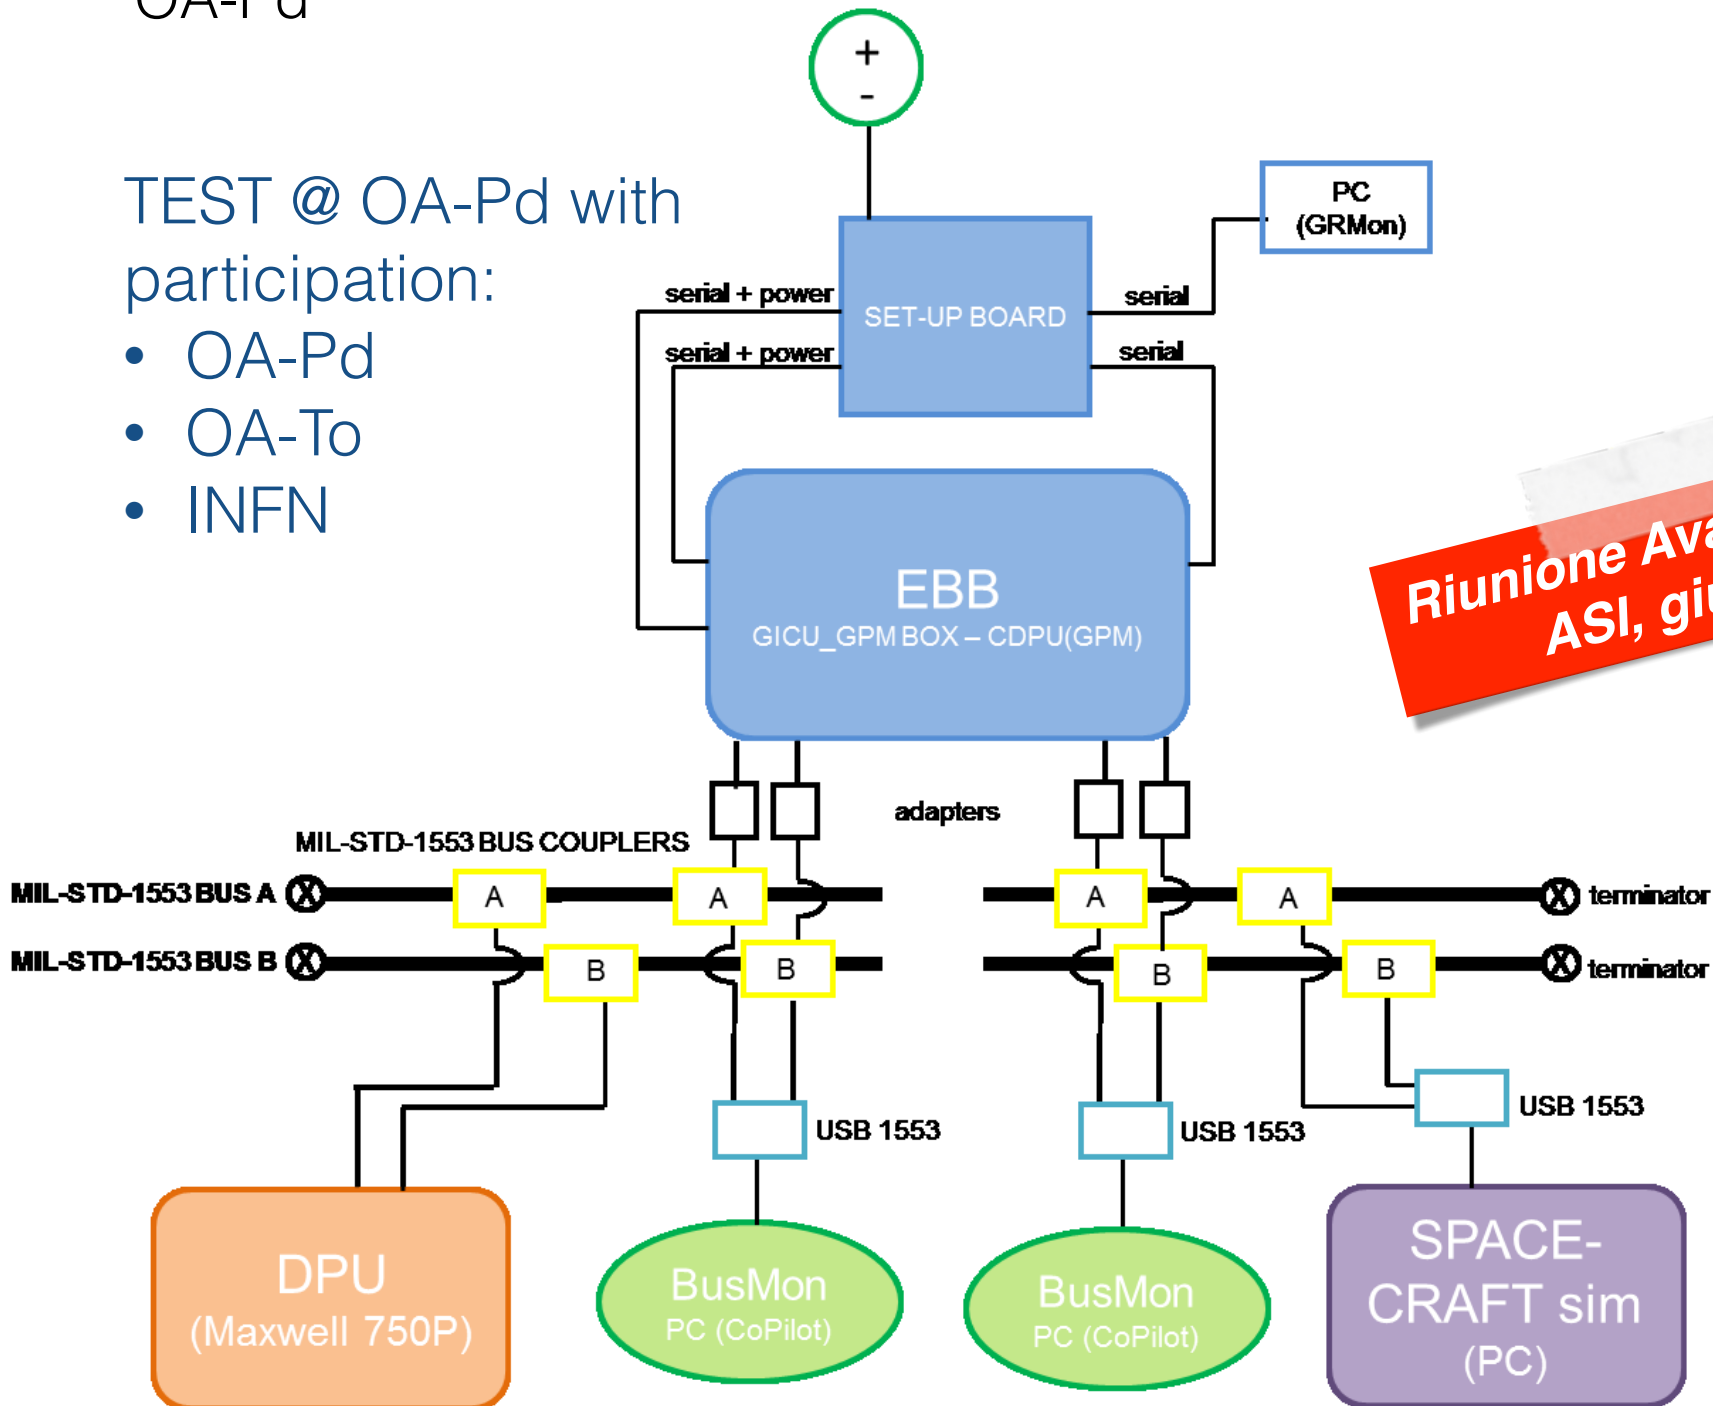 OA-Pd
+
-
TEST @ OA-Pd with
participation:
• OA-Pd
• OA-To
• INFN
PC
(GRMon)
serial + power
serial
SET-UP BOARD
serial + power
serial
EBB
GICU_GPM BOX – CDPU(GPM)
Riunione
ASI,
adapters
MIL-STD-1553 BUS COUPLERS
MIL-STD-1553 BUS A
X
A
A
A
A
X
terminator
MIL-STD-1553 BUS B
X
B
B
B
B
X
terminator
USB 1553
USB 1553
USB 1553
DPU
(Maxwell 750P)
BusMon
PC (CoPilot)
BusMon
PC (CoPilot)
SPACE-
CRAFT sim
(PC)